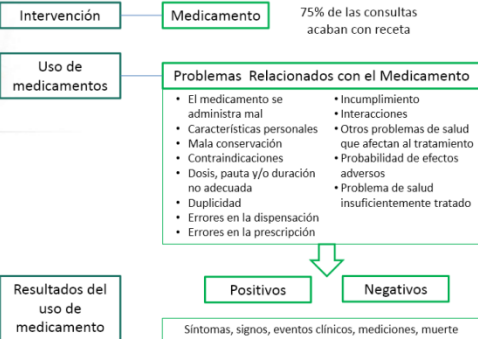 Intervención
Medicamento
75% de las consultas
acaban con receta
Uso de
medicamentos
Problemas Relacionados con el Medicamento
• El medicamento se
administra mal
• Características personales
• Mala conservación
• Contraindicaciones
• Dosis, pauta y/o duración
no adecuada
• Duplicidad
• Errores en la dispensación
• Errores en la prescripción
• Incumplimiento
• Interacciones
• Otros problemas de salud
que afectan al tratamiento
• Probabilidad de efectos
adversos
• Problema de salud
insuficientemente tratado
Resultados del
uso de
medicamento
Positivos
Negativos
Síntomas, signos, eventos clínicos, mediciones, muerte